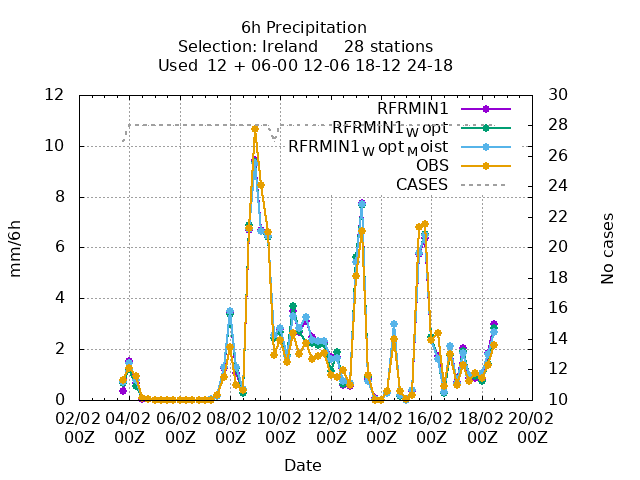 6h Precipitation
Selection: Ireland 28 stations
Used 12 + 06-00 12-06 18-12 24-18
12 30
28
10
26
8 24
22
6 20
18
4
16
14
2
12
0 10
RFRMIN1
RFRMIN1_W opt
RFRMIN1_W opt_M oist
OBS
CASES
mm/6h
No cases
02/02 04/02 06/02 08/02 10/02 12/02 14/02 16/02 18/02 20/02
00Z 00Z 00Z 00Z 00Z 00Z 00Z 00Z 00Z 00Z
Date